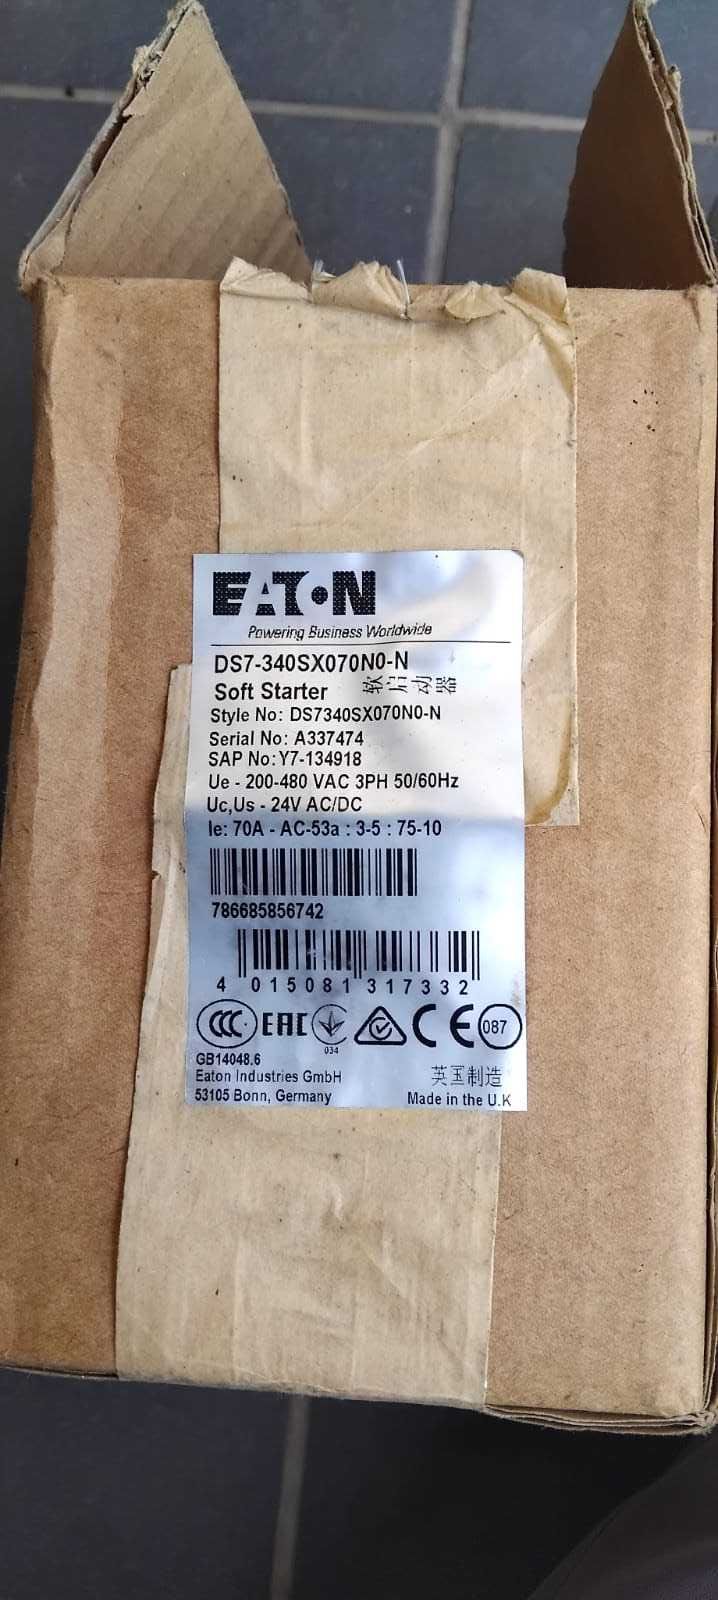 EATON
Powering Business Worldwide
DS7-340SX070N0-N
Soft Starter 软启动器
Style No: DS7340SX070N0-N
Serial No: A337474
SAP No:Y7-134918
Ue - 200-480 VAC 3PH 50/60Hz
Uc,Us - 24V AC/DC
Ie: 70A - AC-53a : 3-5 : 75-10
786685856742
4 015081 317332
CCC EAC CE 087
034
GB14048.6
Eaton Industries GmbH 英国制造
53105 Bonn, Germany Made in the U.K